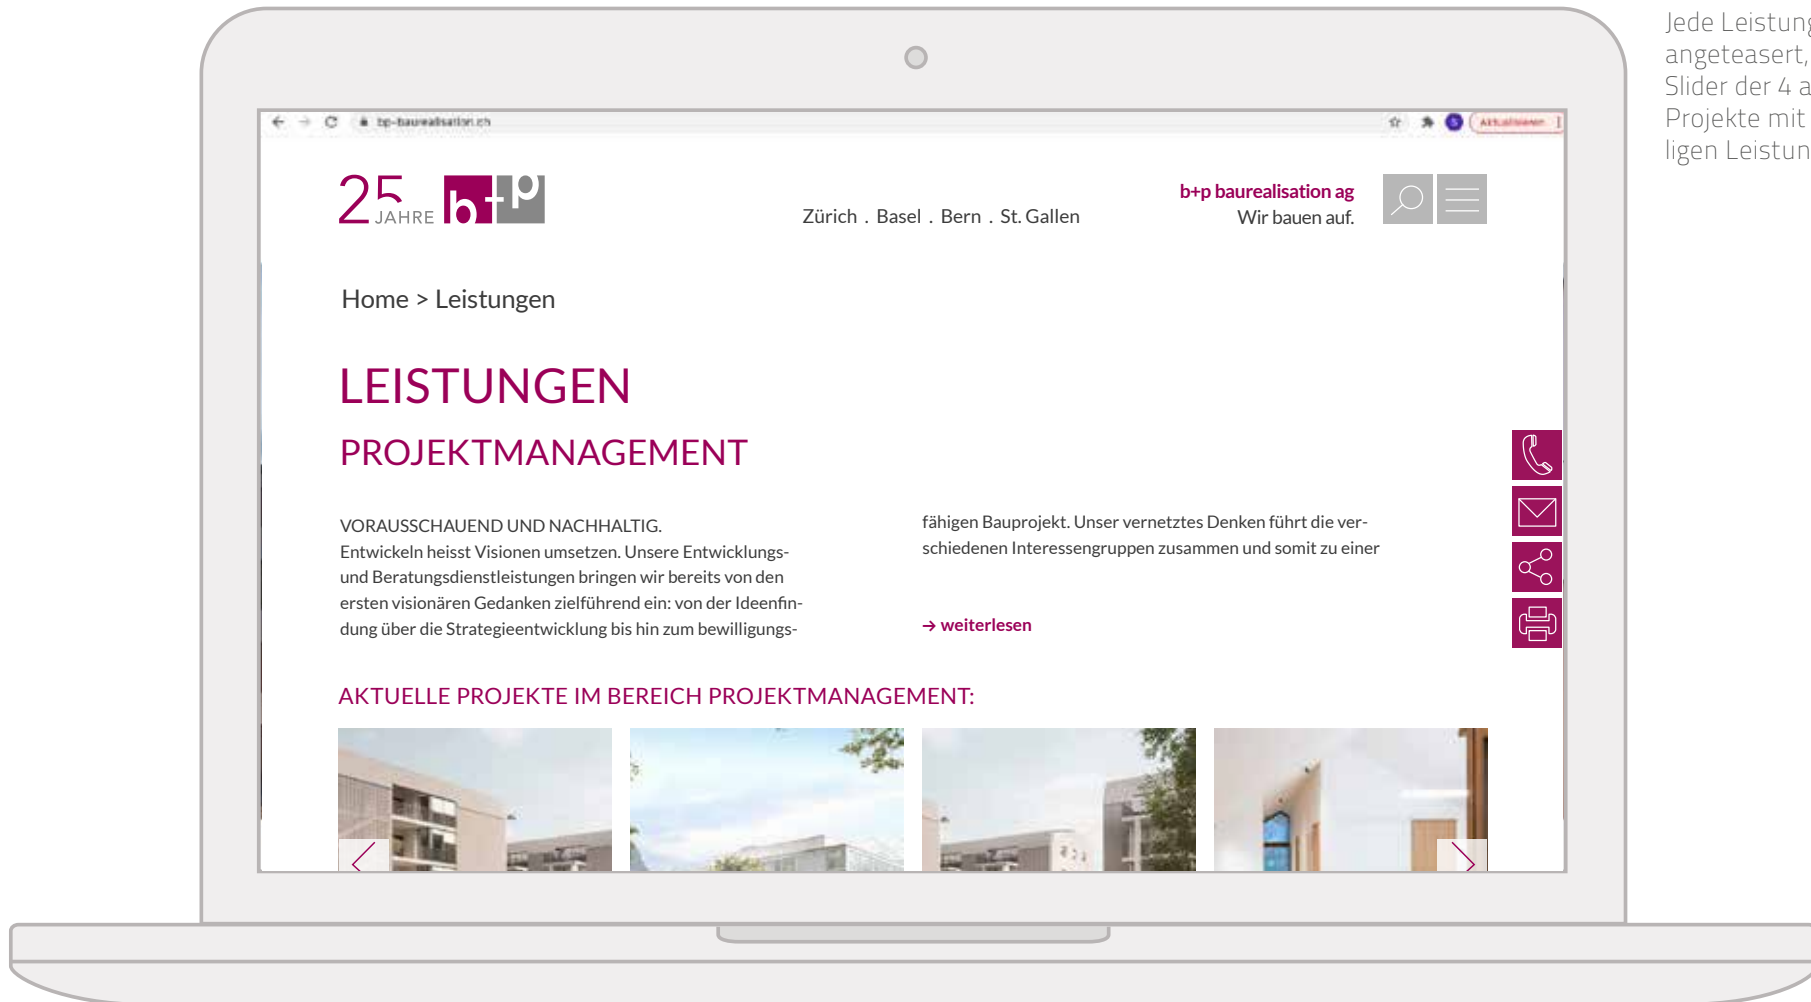 bp-baurealisation.ch
Aktualisieren
25
JAHRE
b+p
Zürich . Basel . Bern . St. Gallen
b+p baurealisation ag
Wir bauen auf.
Home > Leistungen
LEISTUNGEN
PROJEKTMANAGEMENT
VORAUSSCHAUEND UND NACHHALTIG.
Entwickeln heisst Visionen umsetzen. Unsere Entwicklungs-
und Beratungsdienstleistungen bringen wir bereits von den
ersten visionären Gedanken zielführend ein: von der Ideenfin-
dung über die Strategieentwicklung bis hin zum bewilligungs-
fähigen Bauprojekt. Unser vernetztes Denken führt die ver-
schiedenen Interessengruppen zusammen und somit zu einer
→ weiterlesen
AKTUELLE PROJEKTE IM BEREICH PROJEKTMANAGEMENT:
Jede Leistung
angeteasert,
Slider der 4 a
Projekte mit
ligen Leistun